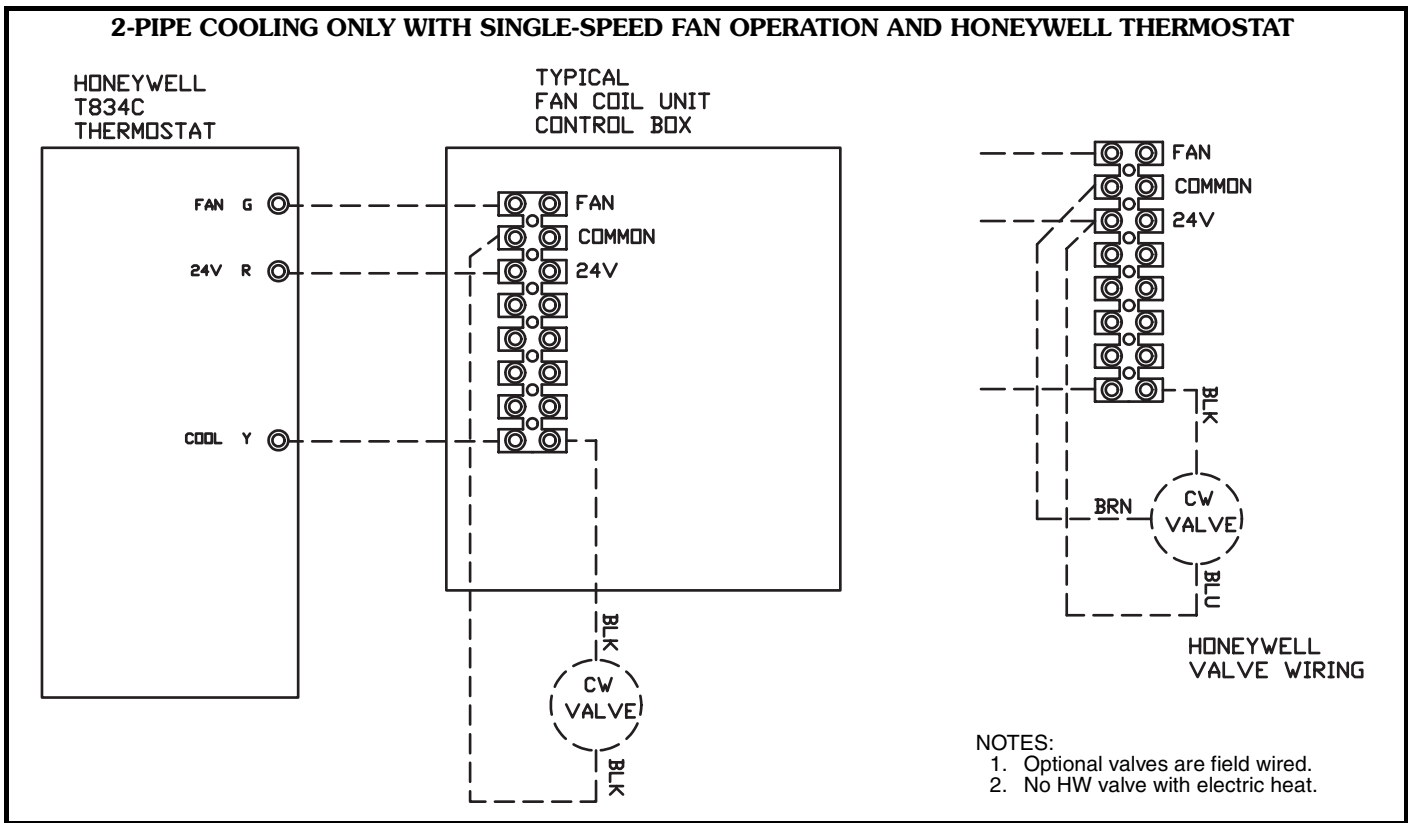 2-PIPE COOLING ONLY WITH SINGLE-SPEED FAN OPERATION AND HONEYWELL THERMOSTAT
HONEYWELL
T834C
THERMOSTAT
FAN G
24V R
COOL Y
TYPICAL
FAN COIL UNIT
CONTROL BOX
FAN
COMMON
24V
BLK
CW
VALVE
BLK
FAN
COMMON
24V
BLK
BRN
CW
VALVE
BLU
HONEYWELL
VALVE WIRING
NOTES:
1. Optional valves are field wired.
2. No HW valve with electric heat.